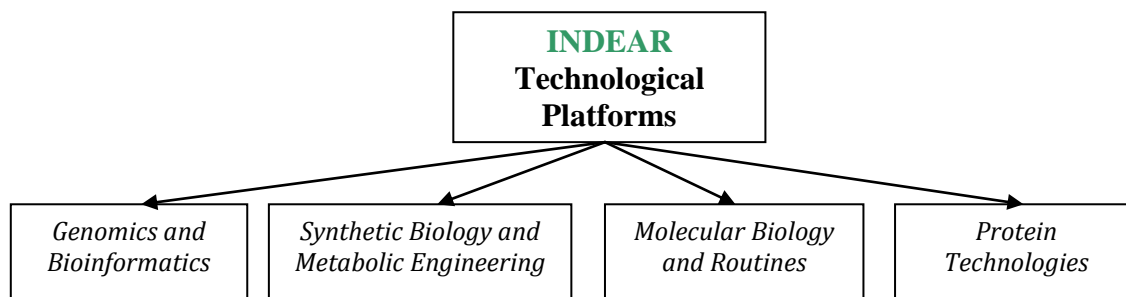 INDEAR
Technological
Platforms
Genomics and
Bioinformatics
Synthetic Biology and
Metabolic Engineering
Molecular Biology
and Routines
Protein
Technologies